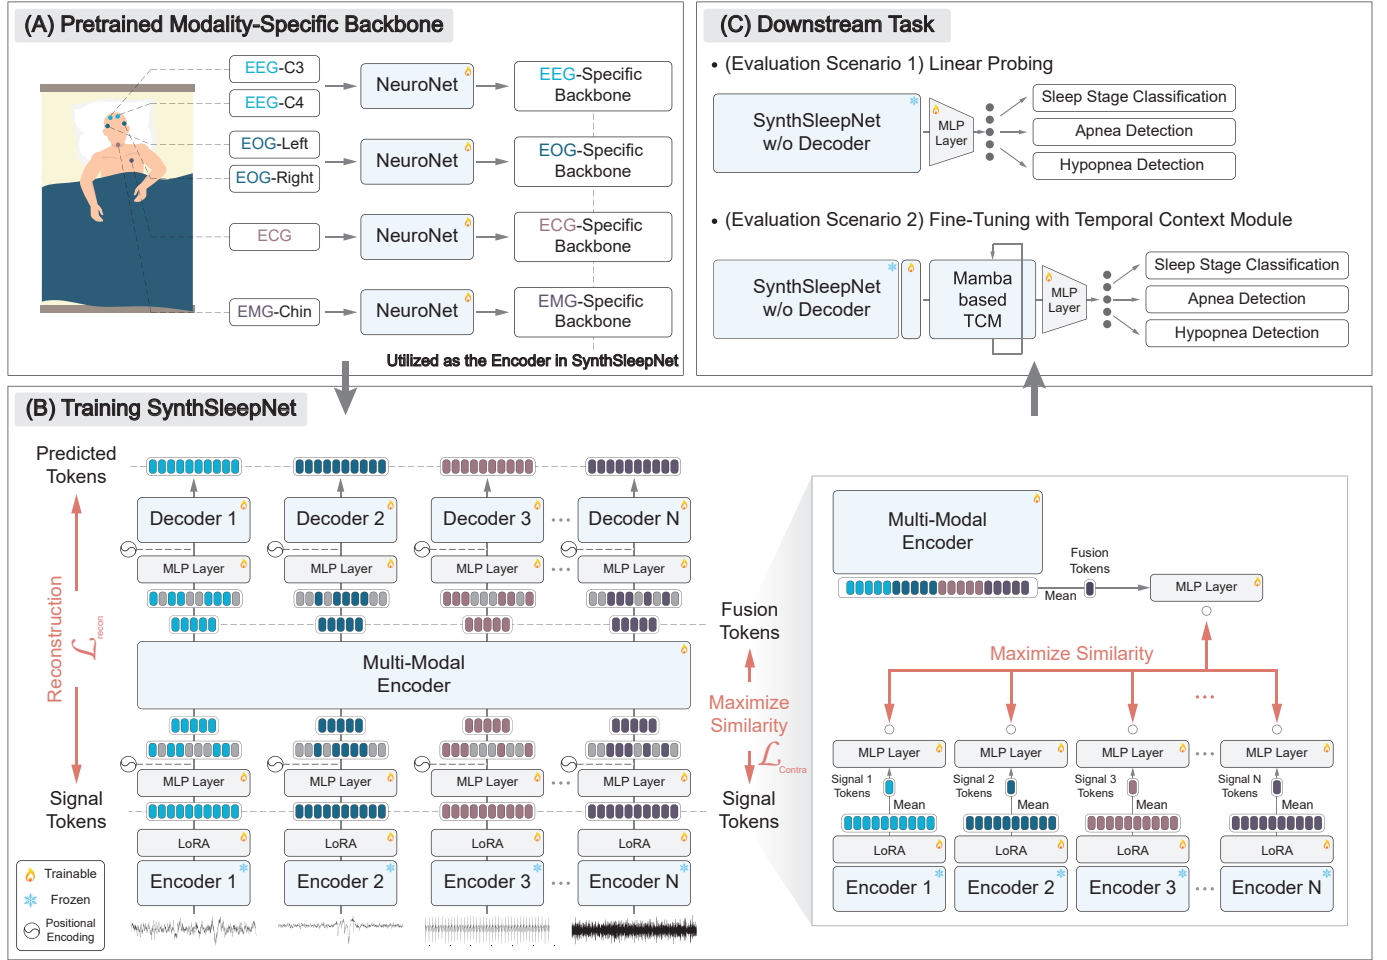 (A) Pretrained Modality-Specific Backbone
EEG-C3
EEG-C4
EOG-Left
EOG-Right
ECG
EMG-Chin
NeuroNet
NeuroNet
NeuroNet
NeuroNet
EEG-Specific
Backbone
EOG-Specific
Backbone
ECG-Specific
Backbone
EMG-Specific
Backbone
Utilized as the Encoder in SynthSleepNet
(C) Downstream Task
• (Evaluation Scenario 1) Linear Probing
SynthSleepNet
w/o Decoder
MLP
Layer
Sleep Stage Classification
Apnea Detection
Hypopnea Detection
• (Evaluation Scenario 2) Fine-Tuning with Temporal Context Module
SynthSleepNet
w/o Decoder
Mamba
based
TCM
MLP
Layer
Sleep Stage Classification
Apnea Detection
Hypopnea Detection
(B) Training SynthSleepNet
Predicted
Tokens
Reconstruction
ℒrecon
Signal
Tokens
Decoder 1
Decoder 2
Decoder 3
...
Decoder N
MLP Layer
MLP Layer
MLP Layer
...
MLP Layer
Multi-Modal
Encoder
MLP Layer
MLP Layer
MLP Layer
...
MLP Layer
LoRA
LoRA
LoRA
LoRA
Encoder 1
Encoder 2
Encoder 3
...
Encoder N
Trainable
Frozen
Positional
Encoding
Fusion
Tokens
Maximize
Similarity
ℒContra
Signal
Tokens
Multi-Modal
Encoder
Mean
Fusion
Tokens
MLP Layer
Maximize Similarity
...
MLP Layer
MLP Layer
MLP Layer
...
MLP Layer
Signal 1
Tokens
Mean
Signal 2
Tokens
Mean
Signal 3
Tokens
Mean
Signal N
Tokens
Mean
LoRA
LoRA
LoRA
LoRA
Encoder 1
Encoder 2
Encoder 3
...
Encoder N